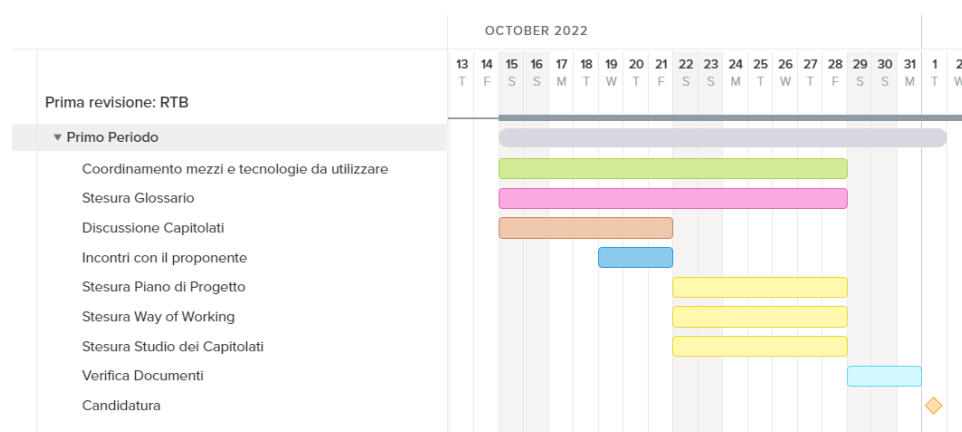 OCTOBER 2022
13 14 15 16 17 18 19 20 21 22 23 24 25 26 27 28 29 30 31 1 2
T F S S M T W T F S S M T W T F S S M T W
Prima revisione: RTB
Primo Periodo
Coordinamento mezzi e tecnologie da utilizzare
Stesura Glossario
Discussione Capitolati
Incontri con il proponente
Stesura Piano di Progetto
Stesura Way of Working
Stesura Studio dei Capitolati
Verifica Documenti
Candidatura